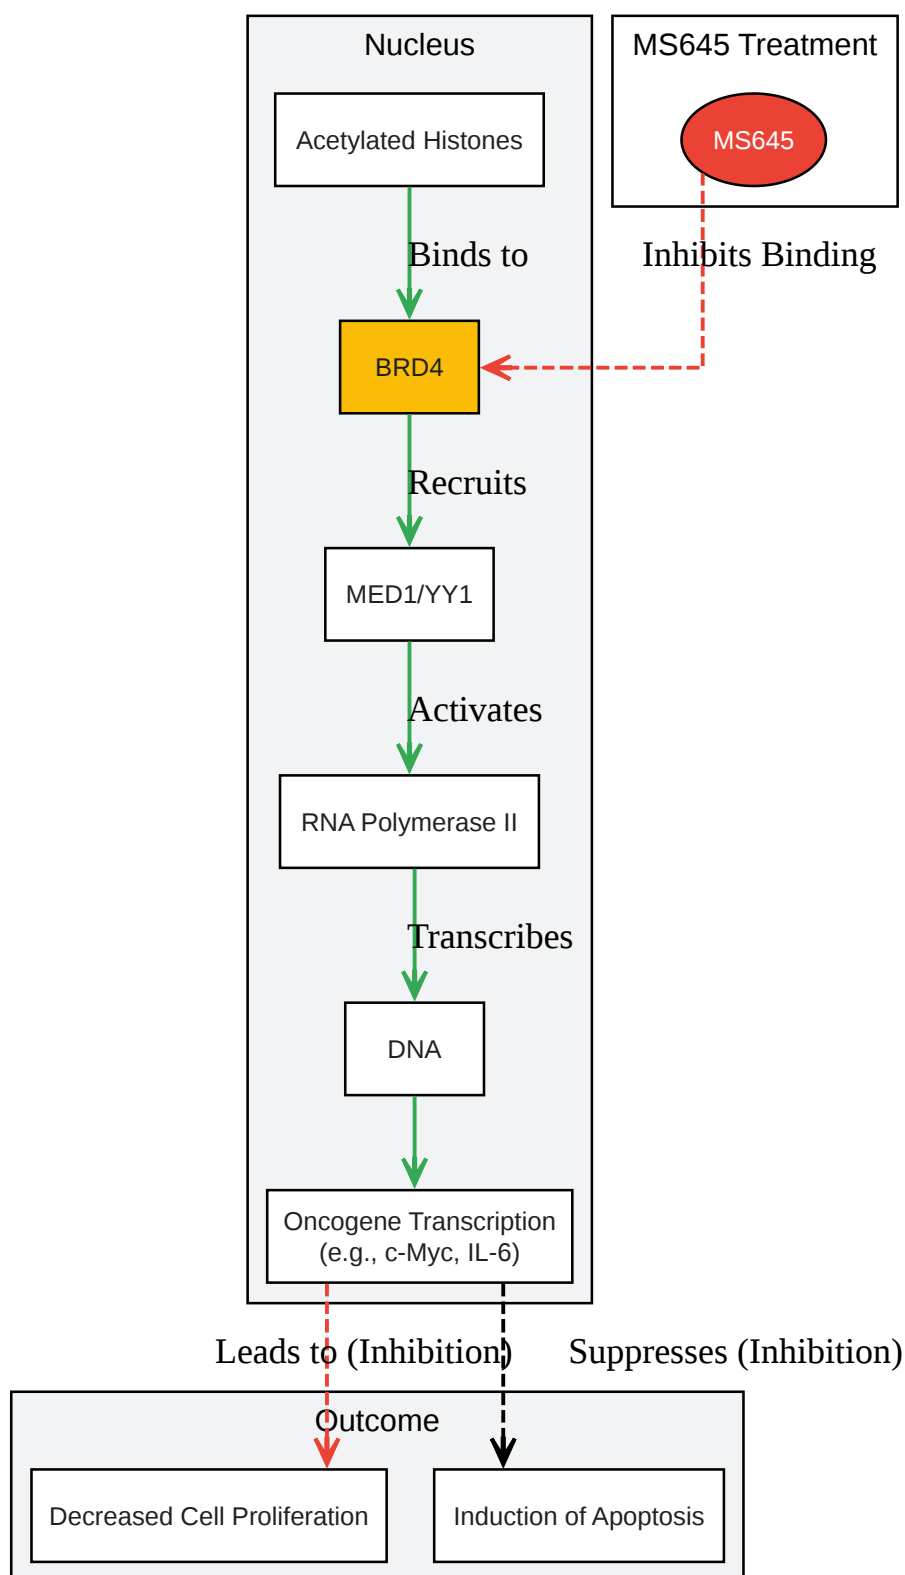 Nucleus
MS645 Treatment
Acetylated Histones
MS645
Binds to
Inhibits Binding
BRD4
Recruits
MED1/YY1
Activates
RNA Polymerase II
Transcribes
DNA
Oncogene Transcription
(e.g., c-Myc, IL-6)
Leads to (Inhibition)
Suppresses (Inhibition)
Outcome
Decreased Cell Proliferation
Induction of Apoptosis